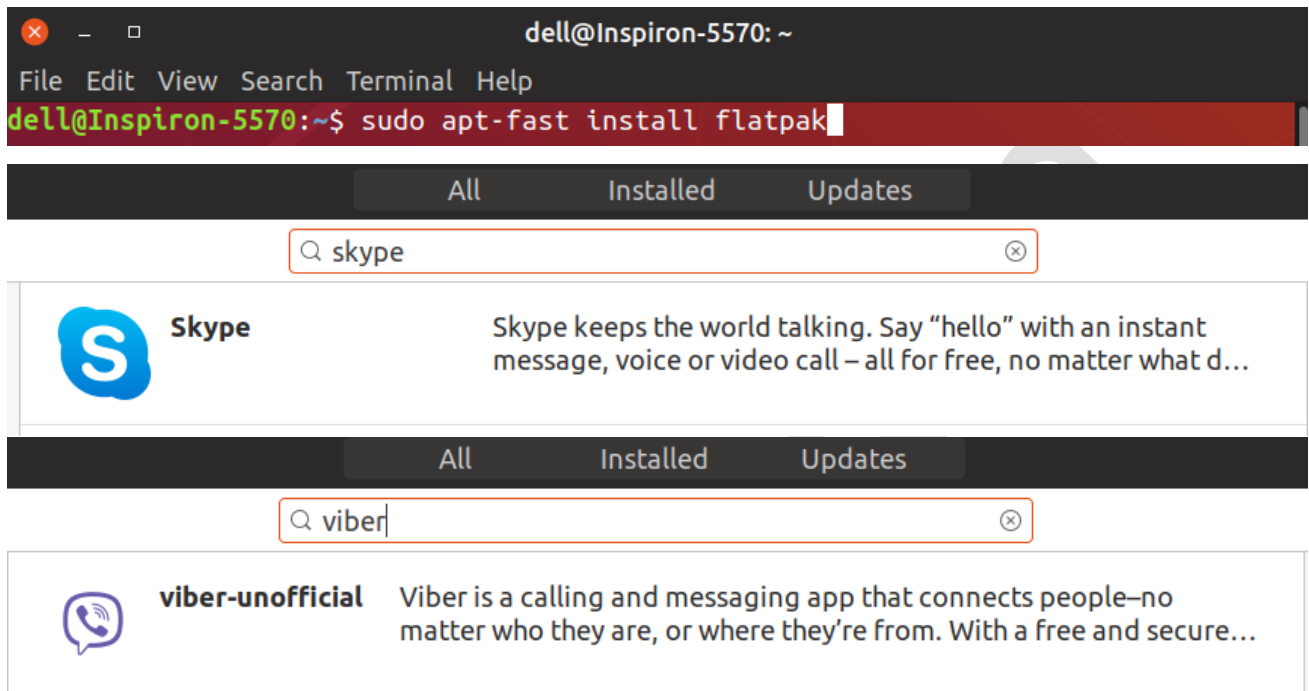 dell@Inspiron-5570: ~
File Edit View Search Terminal Help
dell@Inspiron-5570:~$ sudo apt-fast install flatpak
All Installed Updates
skype
Skype
Skype keeps the world talking. Say “hello” with an instant
message, voice or video call – all for free, no matter what d…
All Installed Updates
viber
viber-unofficial
Viber is a calling and messaging app that connects people–no
matter who they are, or where they’re from. With a free and secure…